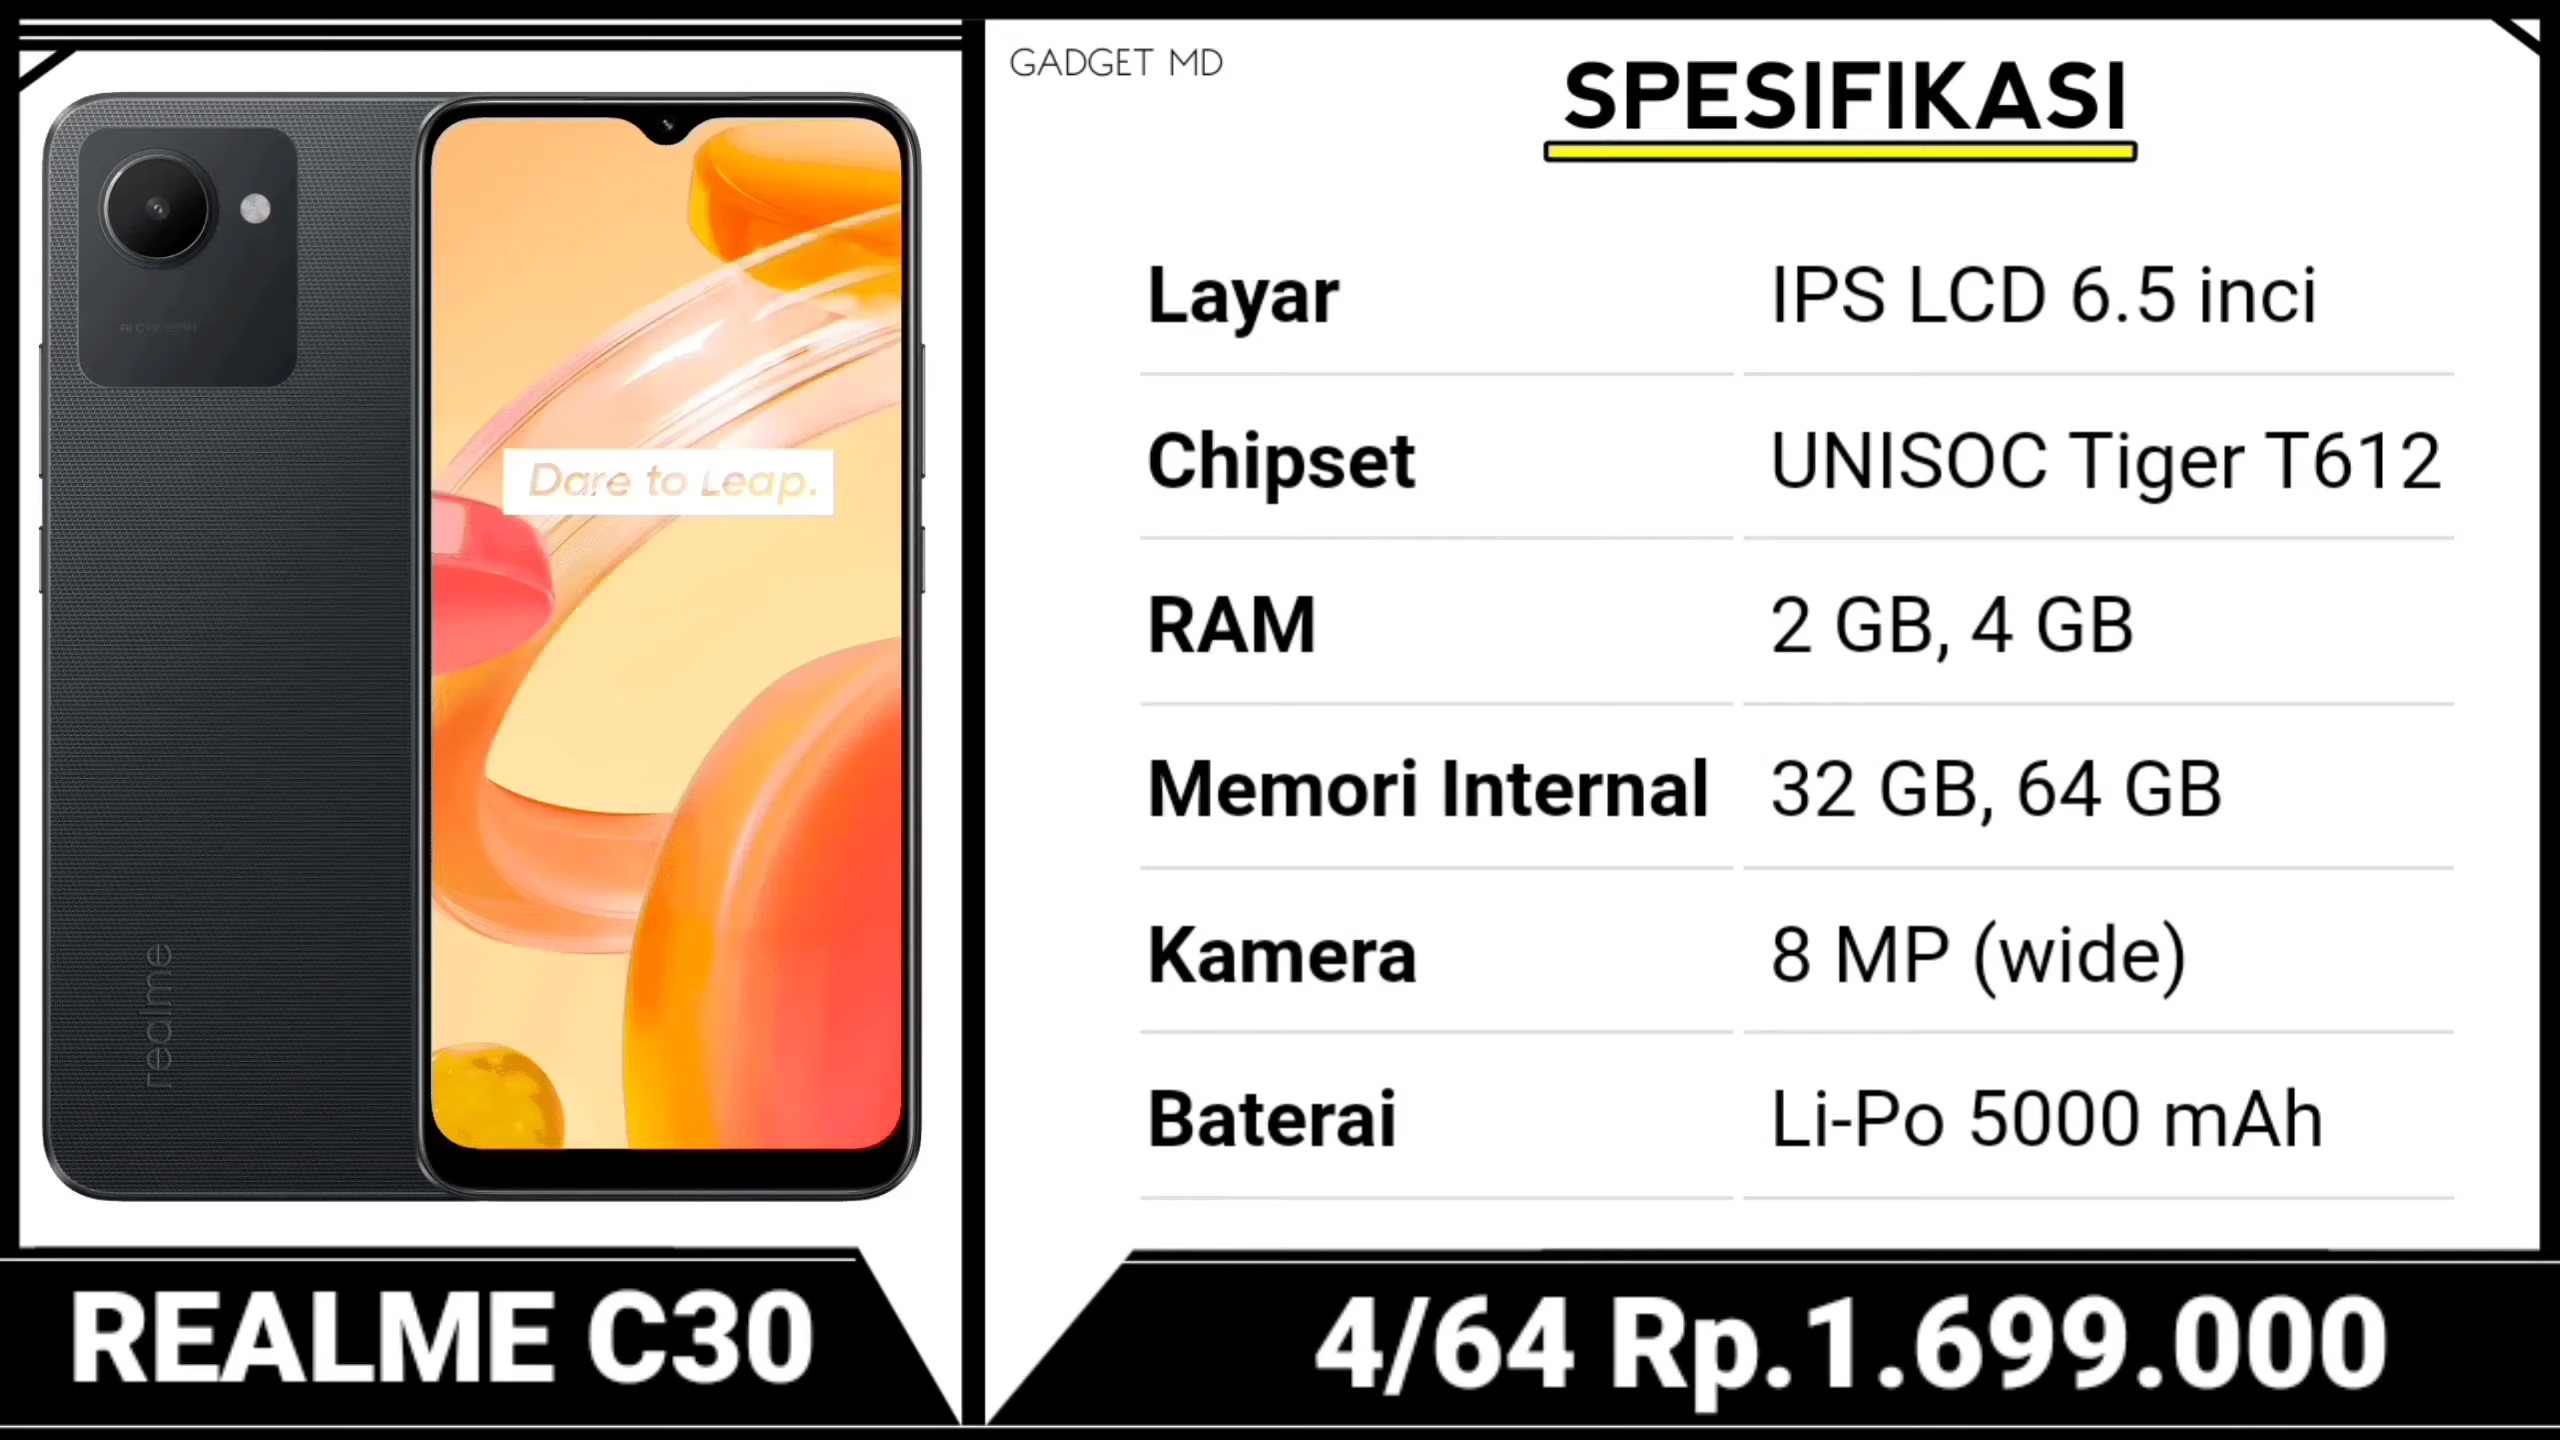 GADGET MD
SPESIFIKASI
AI CAMERA
Dare to Leap.
realme
Layar IPS LCD 6.5 inci
Chipset UNISOC Tiger T612
RAM 2 GB, 4 GB
Memori Internal 32 GB, 64 GB
Kamera 8 MP (wide)
Baterai Li-Po 5000 mAh
REALME C30
4/64 Rp.1.699.000